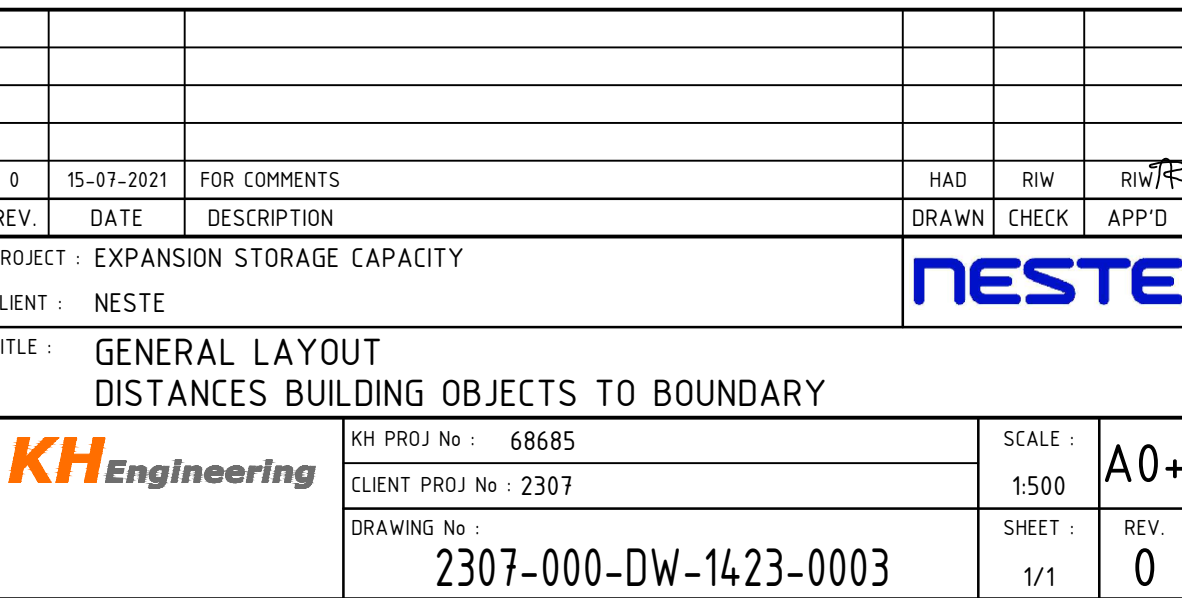 0 15-07-2021 FOR COMMENTS HAD RIW RIW
REV. DATE DESCRIPTION DRAWN CHECK APP'D
ROJECT : EXPANSION STORAGE CAPACITY
NESTE
LIENT : NESTE
ITLE : GENERAL LAYOUT
DISTANCES BUILDING OBJECTS TO BOUNDARY
KH Engineering
KH PROJ No : 68685
CLIENT PROJ No : 2307
SCALE :
1:500
A0+
DRAWING No :
2307-000-DW-1423-0003
SHEET :
1/1
REV.
0